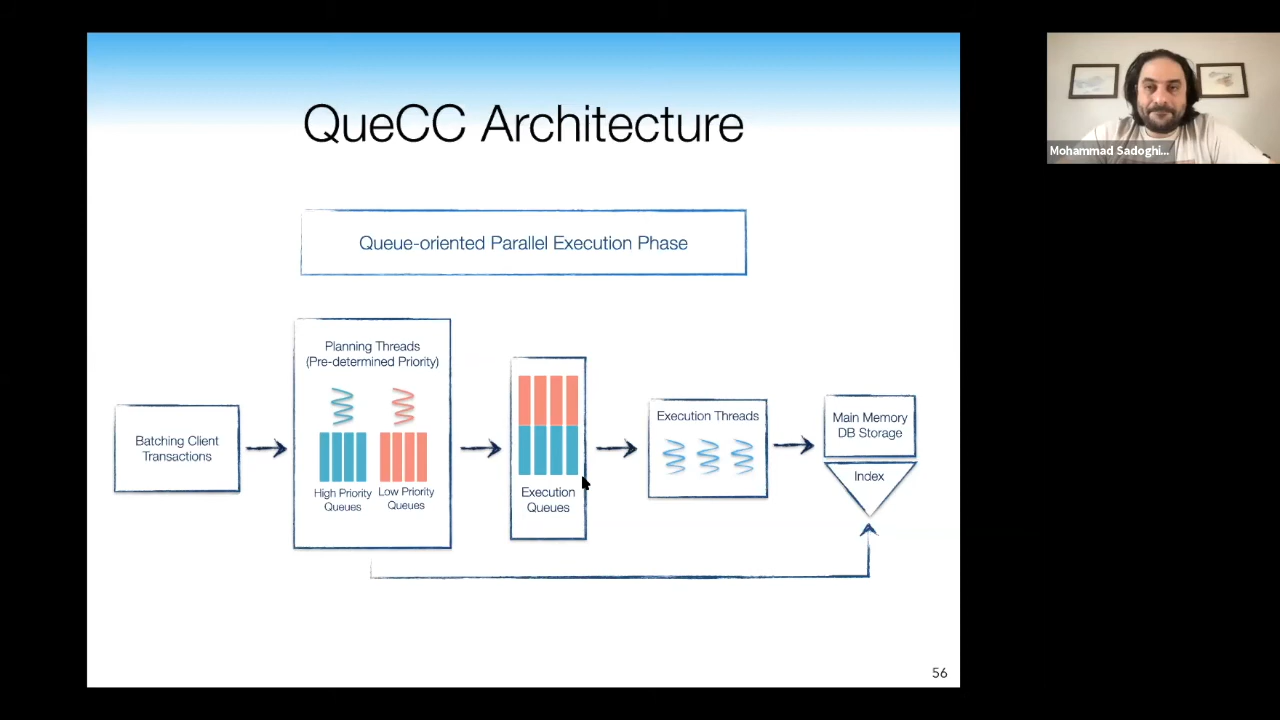 QueCC Architecture
Mohammad Sadoghi...
Queue-oriented Parallel Execution Phase
Planning Threads
(Pre-determined Priority)
High Priority
Queues
Low Priority
Queues
Batching Client
Transactions
Execution
Queues
Execution Threads
Main Memory
DB Storage
Index
56